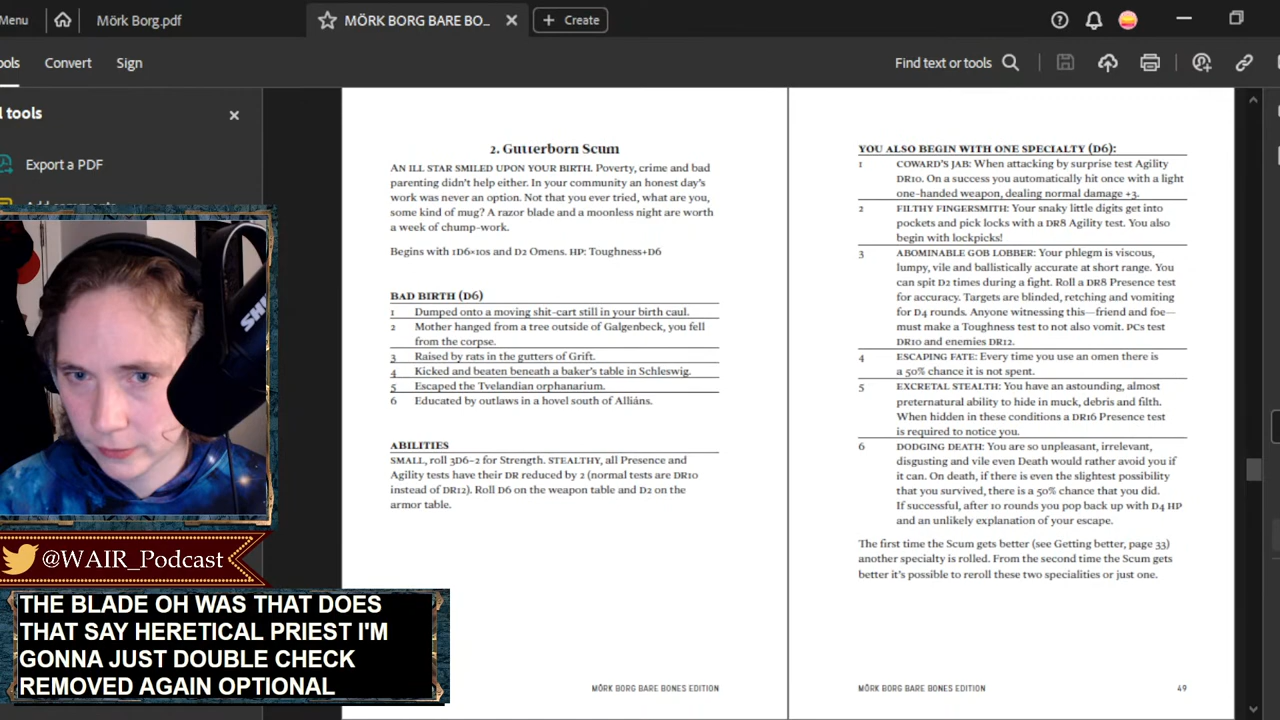 Menu
Mörk Borg.pdf
MÖRK BORG BARE BO_
Create
ools
Convert
Sign
Find text or tools
l tools
Export a PDF
2. Gutterborn Scum
AN ILL STAR SMILED UPON YOUR BIRTH. Poverty, crime and bad
parenting didn't help either. In your community an honest day's
work was never an option. Not that you ever tried, what are you,
some kind of mug? A razor blade and a moonless night are worth
a week of chump-work.
Begins with 1D6×10s and D2 Omens. HP: Toughness+D6
BAD BIRTH (D6)
1 Dumped onto a moving shit-cart still in your birth caul.
2 Mother hanged from a tree outside of Galgenbeck, you fell
from the corpse.
3 Raised by rats in the gutters of Grift.
4 Kicked and beaten beneath a baker's table in Schleswig.
5 Escaped the Tvelandian orphanarium.
6 Educated by outlaws in a hovel south of Alliáns.
ABILITIES
SMALL, roll 3D6–2 for Strength. STEALTHY, all Presence and
Agility tests have their DR reduced by 2 (normal tests are DR10
instead of DR12). Roll D6 on the weapon table and D2 on the
armor table.
MÖRK BORG BARE BONES EDITION
YOU ALSO BEGIN WITH ONE SPECIALTY (D6):
1 COWARD'S JAB: When attacking by surprise test Agility
DR10. On a success you automatically hit once with a light
one-handed weapon, dealing normal damage +3.
2 FILTHY FINGERSMITH: Your snaky little digits get into
pockets and pick locks with a DR8 Agility test. You also
begin with lockpicks!
3 ABOMINABLE GOB LOBBER: Your phlegm is viscous,
lumpy, vile and ballistically accurate at short range. You
can spit D2 times during a fight. Roll a DR8 Presence test
for accuracy. Targets are blinded, retching and vomiting
for D4 rounds. Anyone witnessing this—friend and foe—
must make a Toughness test to not also vomit. PCs test
DR10 and enemies DR12.
4 ESCAPING FATE: Every time you use an omen there is
a 50% chance it is not spent.
5 EXCRETAL STEALTH: You have an astounding, almost
preternatural ability to hide in muck, debris and filth.
When hidden in these conditions a DR16 Presence test
is required to notice you.
6 DODGING DEATH: You are so unpleasant, irrelevant,
disgusting and vile even Death would rather avoid you if
it can. On death, if there is even the slightest possibility
that you survived, there is a 50% chance that you did.
If successful, after 10 rounds you pop back up with D4 HP
and an unlikely explanation of your escape.
The first time the Scum gets better (see Getting better, page 33)
another specialty is rolled. From the second time the Scum gets
better it's possible to reroll these two specialities or just one.
MÖRK BORG BARE BONES EDITION
49
@WAIR_Podcast
THE BLADE OH WAS THAT DOES
THAT SAY HERETICAL PRIEST I'M
GONNA JUST DOUBLE CHECK
REMOVED AGAIN OPTIONAL